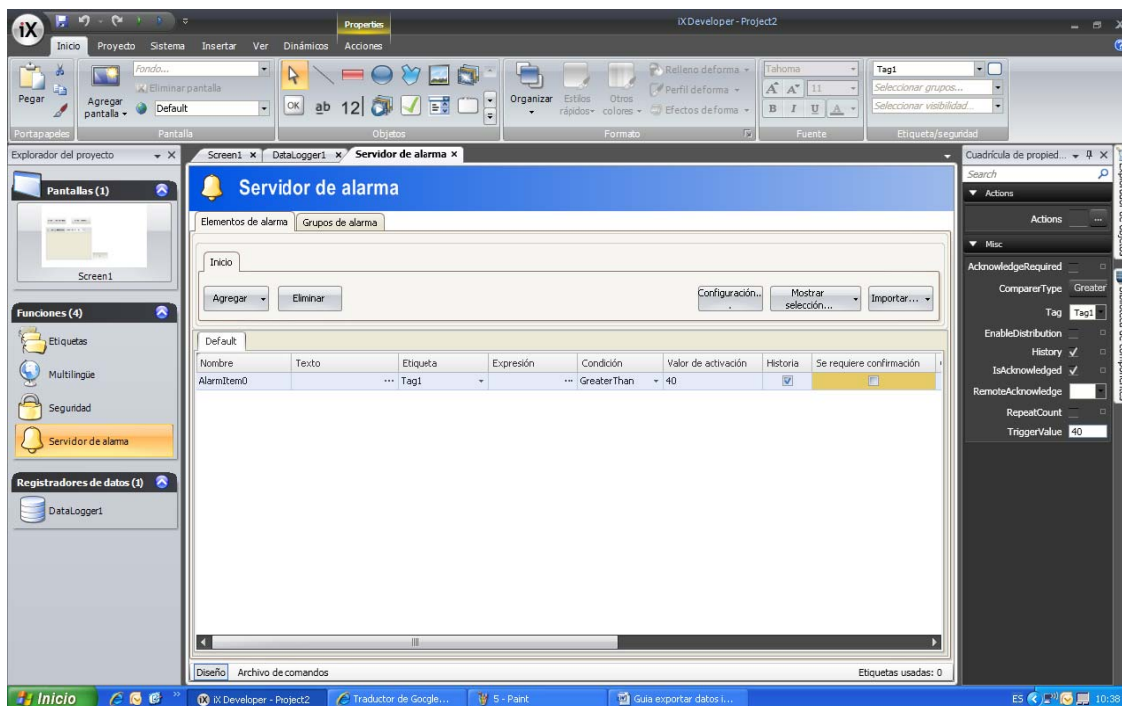 iX
Properties
iX Developer - Project2
Inicio Proyecto Sistema Insertar Ver Dinámicos Acciones
Pegar
Agregar pantalla
Fondo...
Eliminar pantalla
Default
OK ab 12
Organizar
Estilos rápidos
Otros colores
Relleno deforma
Perfil deforma
Efectos deforma
Tahoma
A A 11
B I U A
Tag1
Seleccionar grupos...
Seleccionar visibilidad...
Portapapeles Pantalla Objetos Formato Fuente Etiqueta/seguridad
Explorador del proyecto
Pantallas (1)
Screen1
Funciones (4)
Etiquetas
Multilingüe
Seguridad
Servidor de alarma
Registradores de datos (1)
DataLogger1
Screen1 x DataLogger1 x Servidor de alarma x
Servidor de alarma
Elementos de alarma Grupos de alarma
Inicio
Agregar Eliminar Configuración... Mostrar selección... Importar...
Default
Nombre Texto Etiqueta Expresión Condición Valor de activación Historia Se requiere confirmación
AlarmItem0 ... Tag1 ... GreaterThan 40
Diseño Archivo de comandos Etiquetas usadas: 0
Cuadrícula de propied...
Search
Actions
Actions ...
Misc
AcknowledgeRequired
ComparerType Greater
Tag Tag1
EnableDistribution
History
IsAcknowledged
RemoteAcknowledge
RepeatCount
TriggerValue 40
Inicio
iX Developer - Project2
Traductor de Google...
5 - Paint
Guia exportar datos i...
ES 10:38